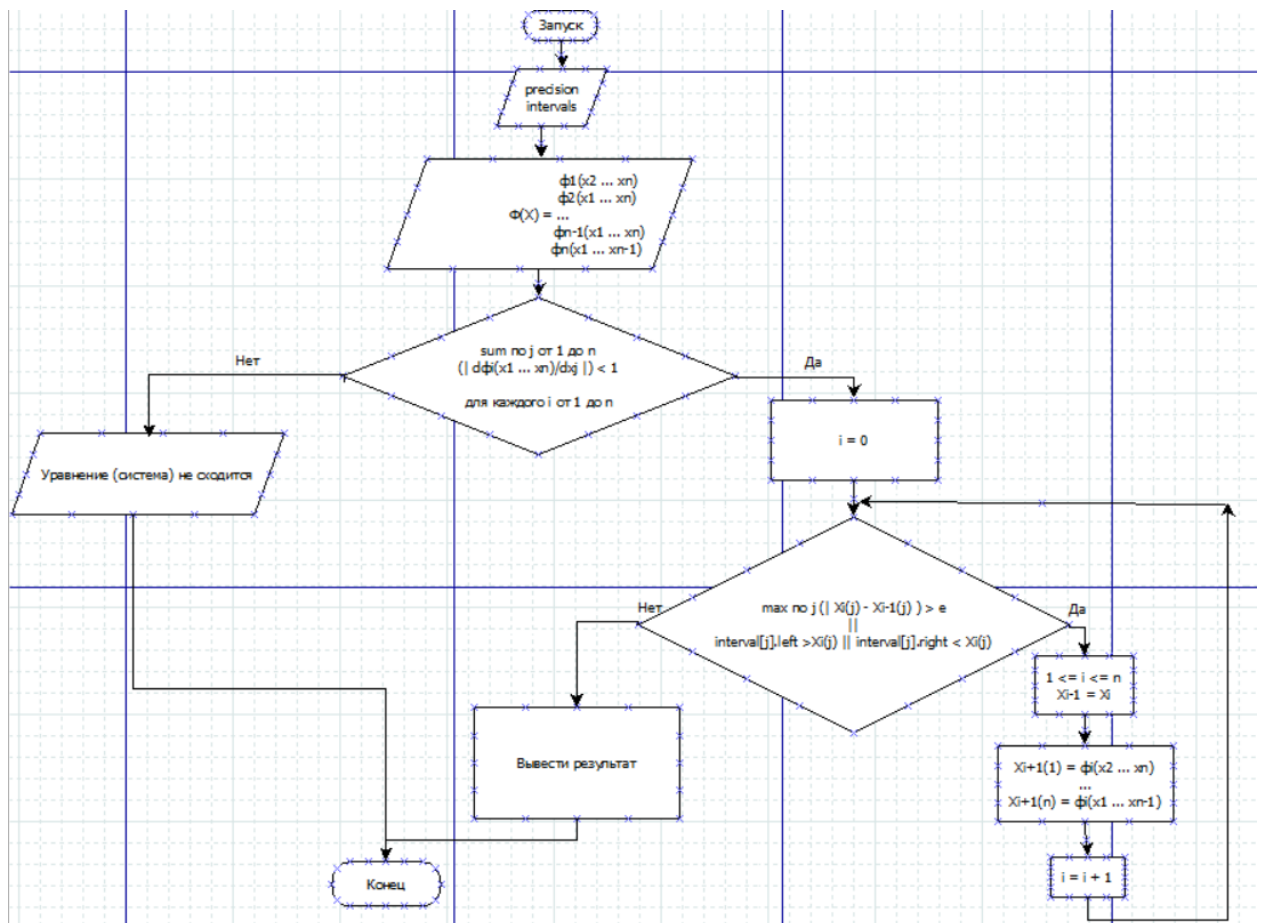 Запуск
precision
intervals
ф1(x2 ... xn)
ф2(x1 ... xn)
Ф(X) = ...
фn-1(x1 ... xn)
фn(x1 ... xn-1)
sum по j от 1 до n
(| dфi(x1 ... xn)/dxj |) < 1
для каждого i от 1 до n
Нет
Да
Уравнение (система) не сходится
i = 0
max по j (| Xi(j) - Xi-1(j) ) > e
||
interval[j].left >Xi(j) || interval[j].right < Xi(j)
Нет
Да
1 <= i <= n
Xi-1 = Xi
Вывести результат
Xi+1(1) = фi(x2 ... xn)
...
Xi+1(n) = фi(x1 ... xn-1)
i = i + 1
Конец